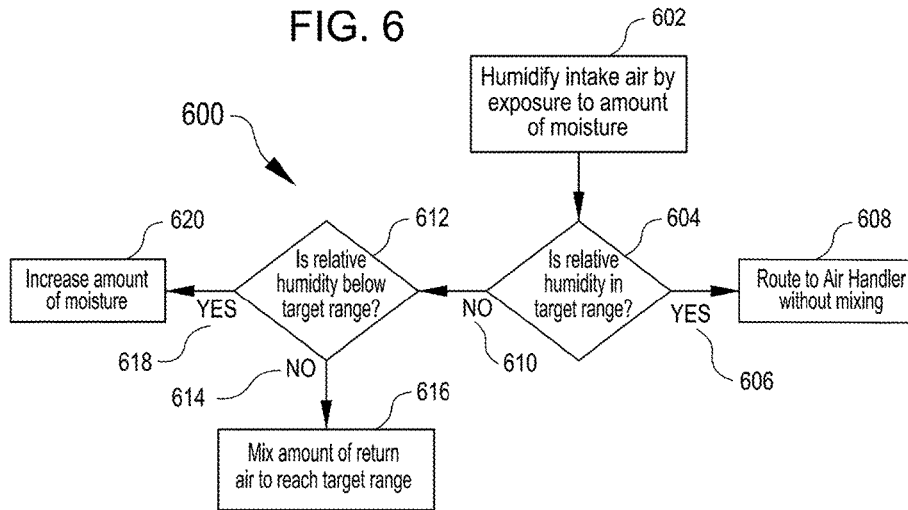 FIG. 6
602
Humidify intake air by
exposure to amount
of moisture
600
620
Increase amount
of moisture
YES
618
612
Is relative
humidity below
target range?
NO
614
604
Is relative
humidity in
target range?
NO
610
608
Route to Air Handler
without mixing
YES
606
616
Mix amount of return
air to reach target range